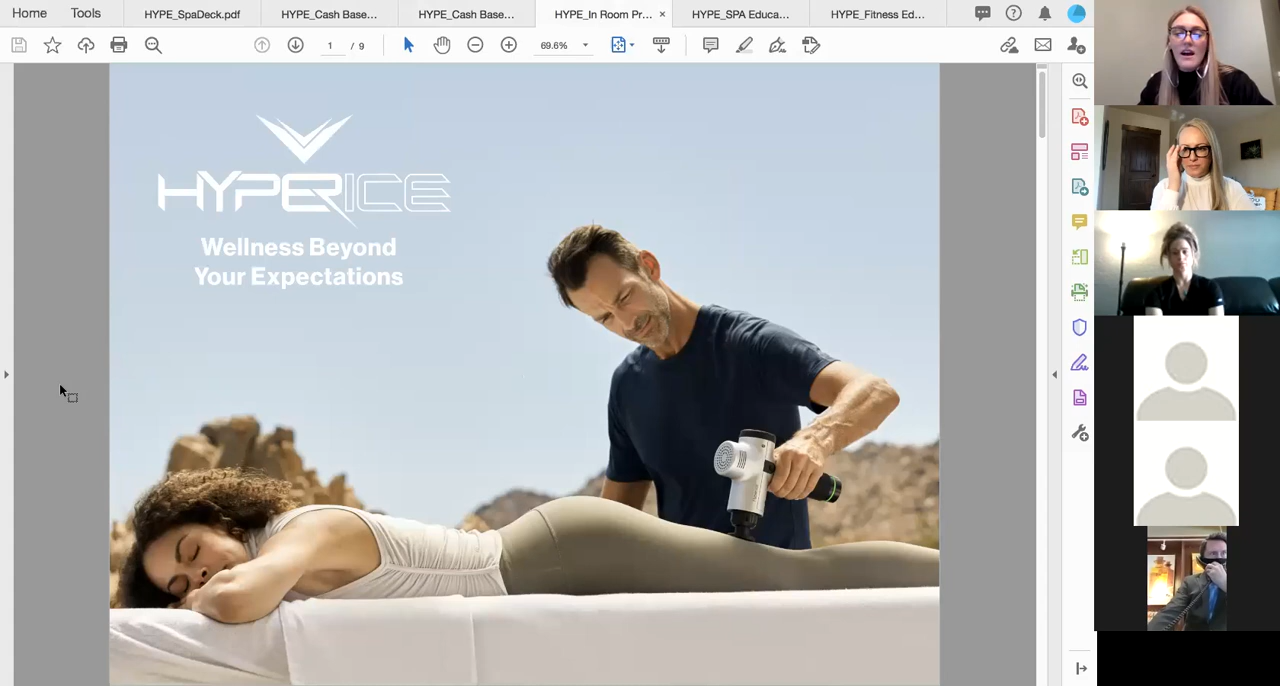 Home
Tools
HYPE_SpaDeck.pdf
HYPE_Cash Base...
HYPE_Cash Base...
HYPE_In Room Pr...
HYPE_SPA Educa...
HYPE_Fitness Ed...
1 / 9
69.6%
HYPERICE
Wellness Beyond
Your Expectations